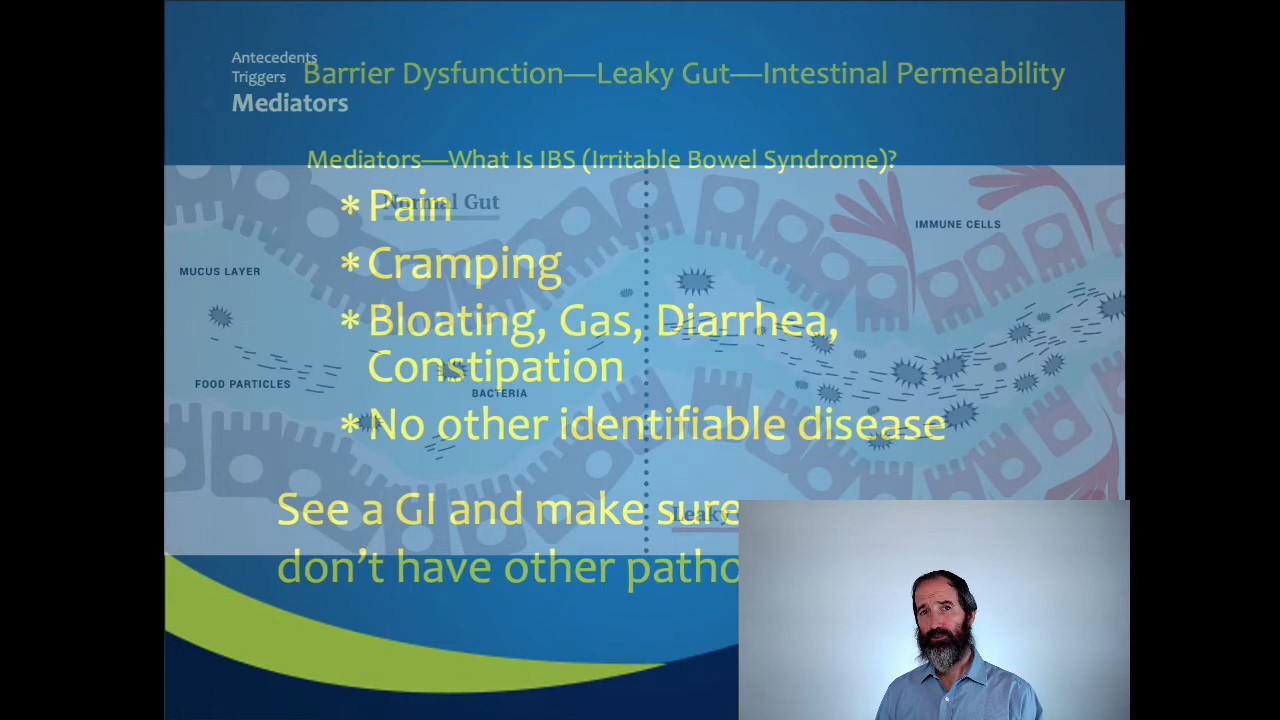 Antecedents
Triggers
Mediators
Barrier Dysfunction—Leaky Gut—Intestinal Permeability
Mediators—What Is IBS (Irritable Bowel Syndrome)?
* Pain
Normal Gut
IMMUNE CELLS
* Cramping
MUCUS LAYER
* Bloating, Gas, Diarrhea,
Constipation
FOOD PARTICLES
BACTERIA
* No other identifiable disease
See a GI and make sure
Leaky
don't have other